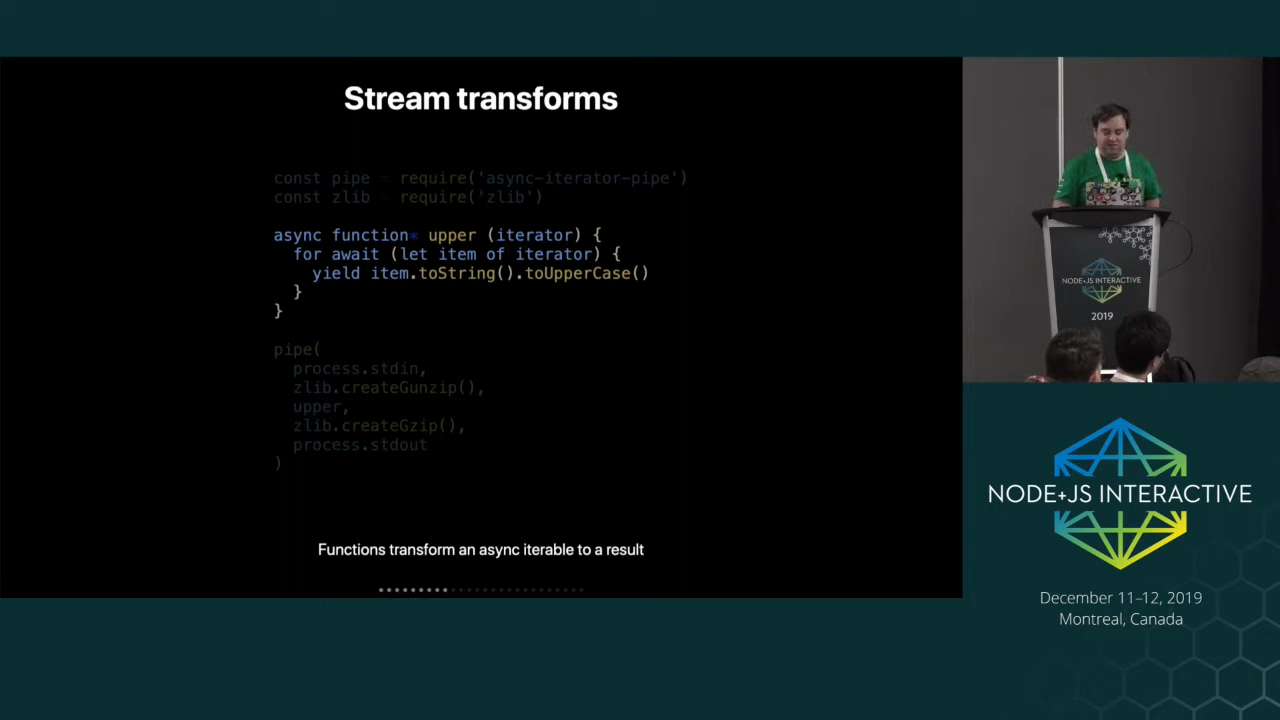 Stream transforms
const pipe = require('async-iterator-pipe')
const zlib = require('zlib')
async function* upper (iterator) {
for await (let item of iterator) {
yield item.toString().toUpperCase()
}
}
pipe(
process.stdin,
zlib.createGunzip(),
upper,
zlib.createGzip(),
process.stdout
)
Functions transform an async iterable to a result
NODE+JS INTERACTIVE
2019
NODE+JS INTERACTIVE
December 11–12, 2019
Montreal, Canada